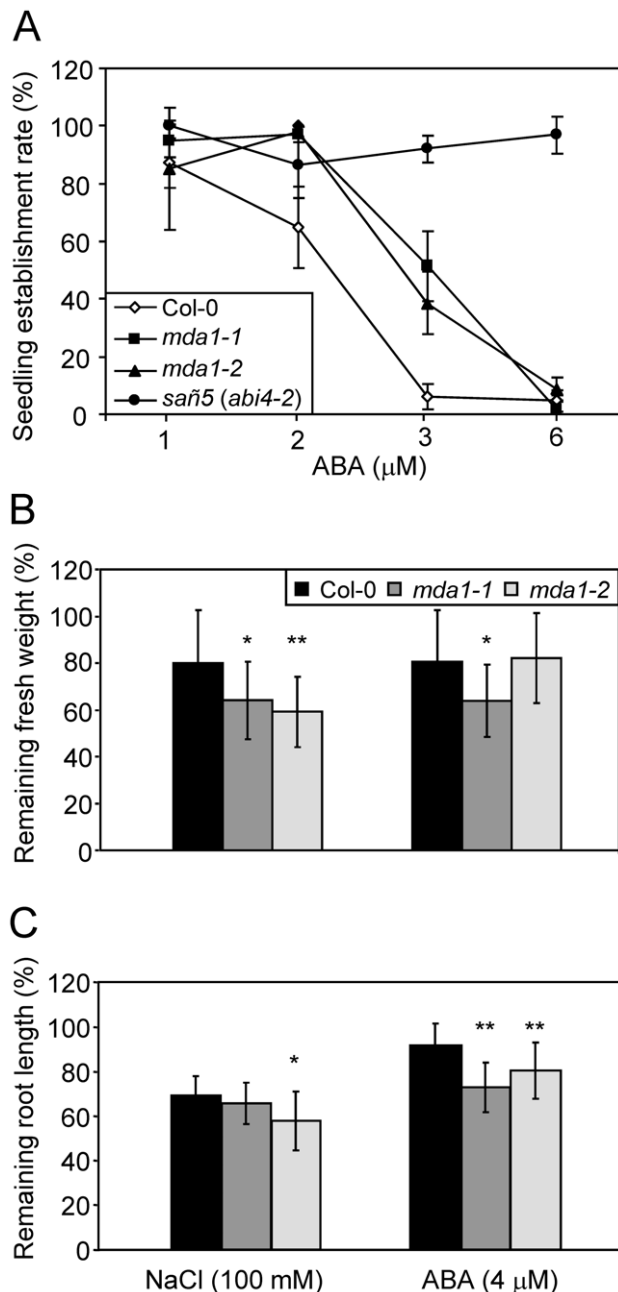 A
Seedling establishment rate (%)
120
100
80
60
40
20
0
Col-0
mda1-1
mda1-2
sañ5 (abi4-2)
1 2 3 6
ABA (μM)
B
Remaining fresh weight (%)
120
100
80
60
40
20
0
Col-0 mda1-1 mda1-2
* ** *
C
Remaining root length (%)
120
100
80
60
40
20
0
* ** **
NaCl (100 mM) ABA (4 μM)